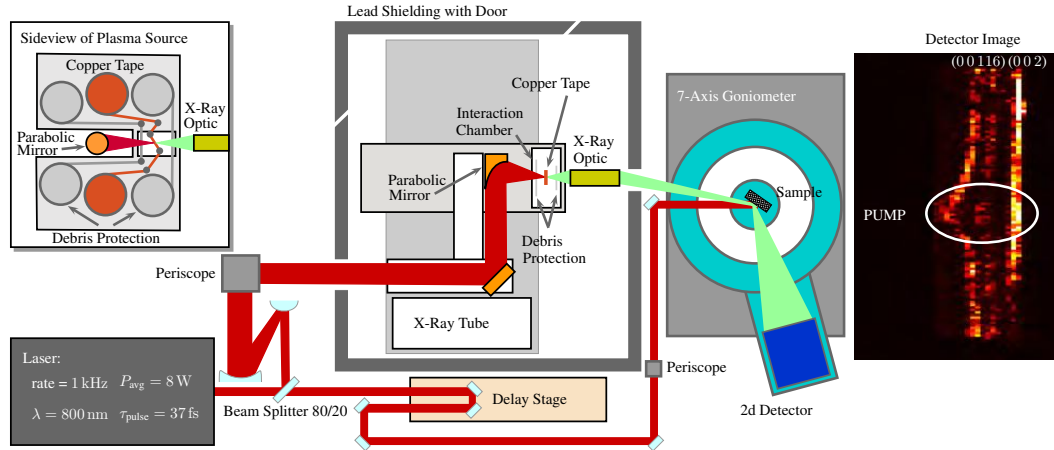 Lead Shielding with Door
Sideview of Plasma Source
Copper Tape
X-Ray
Optic
Parabolic
Mirror
Debris Protection
Copper Tape
Interaction
Chamber
X-Ray
Optic
Parabolic
Mirror
Debris
Protection
7-Axis Goniometer
Sample
Detector Image
(0 0 116) (0 0 2)
PUMP
Periscope
X-Ray Tube
Laser:
rate = 1 kHz P_avg = 8 W
λ = 800 nm τ_pulse = 37 fs
Beam Splitter 80/20
Delay Stage
Periscope
2d Detector